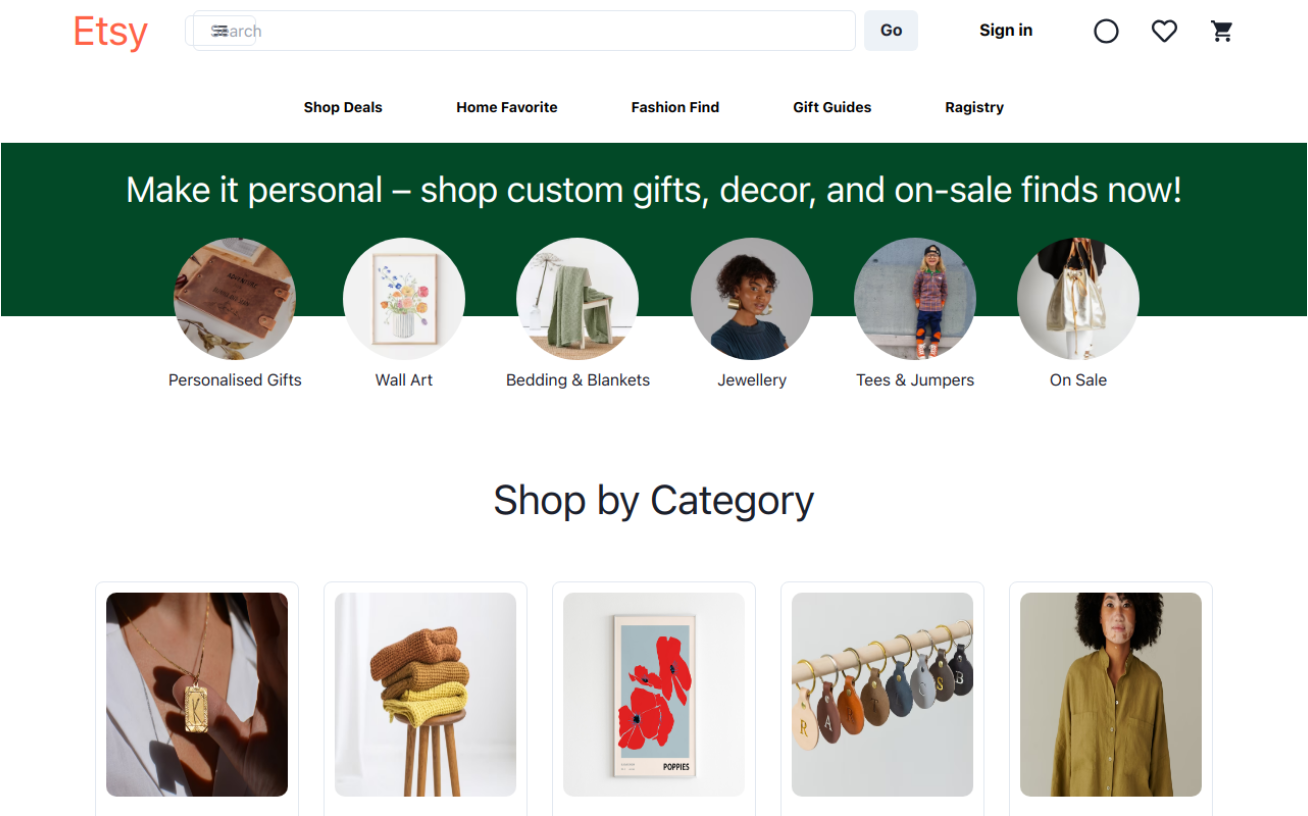 Etsy
Search
Go
Sign in
Shop Deals
Home Favorite
Fashion Find
Gift Guides
Ragistry
Make it personal – shop custom gifts, decor, and on-sale finds now!
Personalised Gifts
Wall Art
Bedding & Blankets
Jewellery
Tees & Jumpers
On Sale
Shop by Category
K
POPPIES
R
A
S
S
B